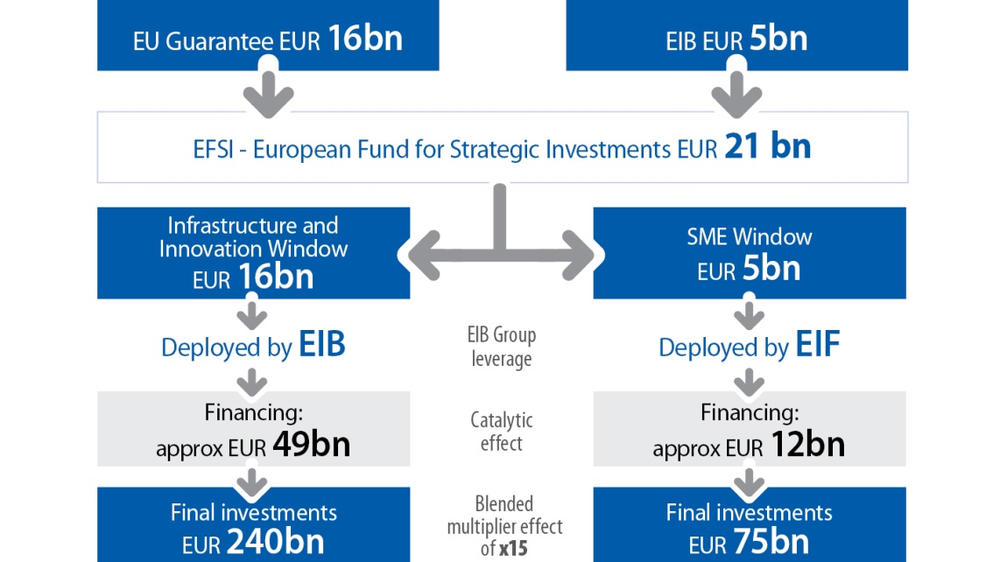 EU Guarantee EUR 16bn
EIB EUR 5bn
EFSI - European Fund for Strategic Investments EUR 21 bn
Infrastructure and
Innovation Window
EUR 16bn
SME Window
EUR 5bn
Deployed by EIB
EIB Group
leverage
Deployed by EIF
Financing:
approx EUR 49bn
Catalytic
effect
Financing:
approx EUR 12bn
Final investments
EUR 240bn
Blended
multiplier effect
of x15
Final investments
EUR 75bn